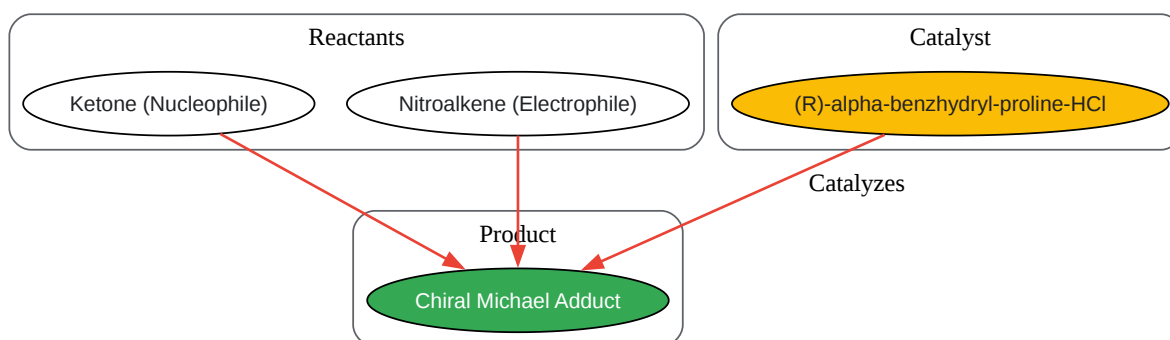 Reactants
Catalyst
Ketone (Nucleophile)
Nitroalkene (Electrophile)
(R)-alpha-benzhydryl-proline-HCl
Catalyzes
Product
Chiral Michael Adduct